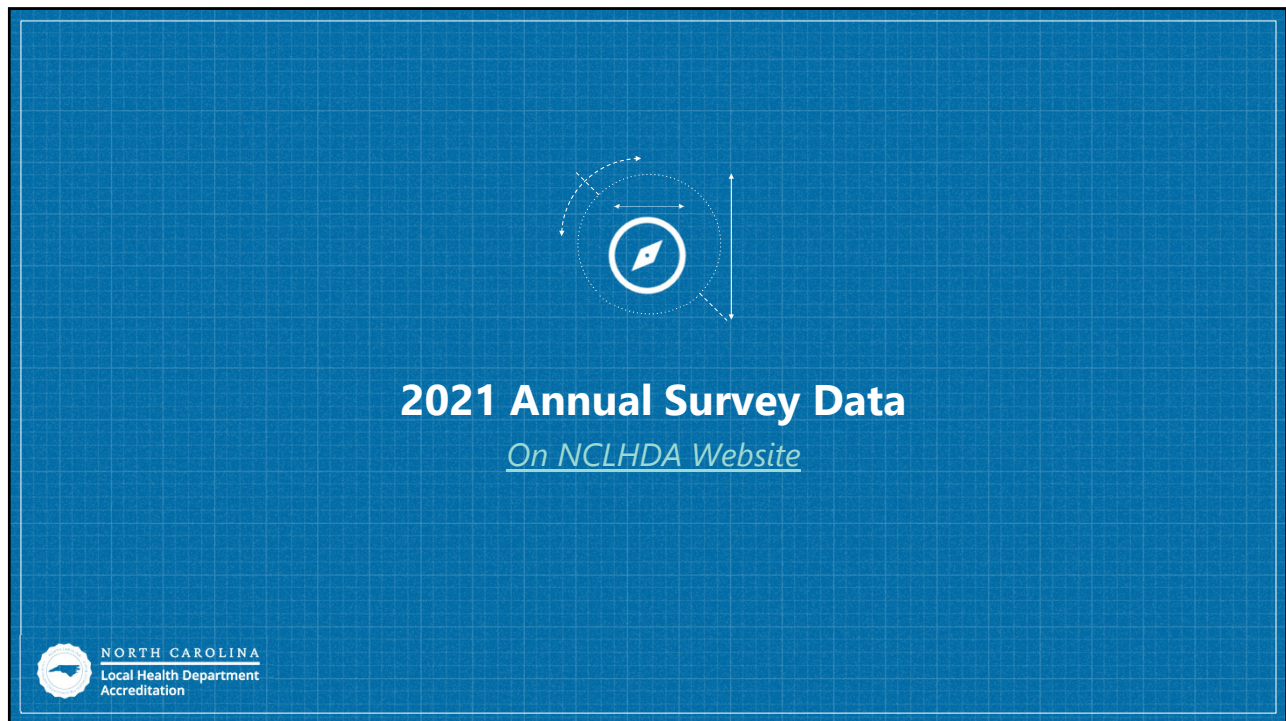 2021 Annual Survey Data
On NCLHDA Website
NORTH CAROLINA
Local Health Department
Accreditation